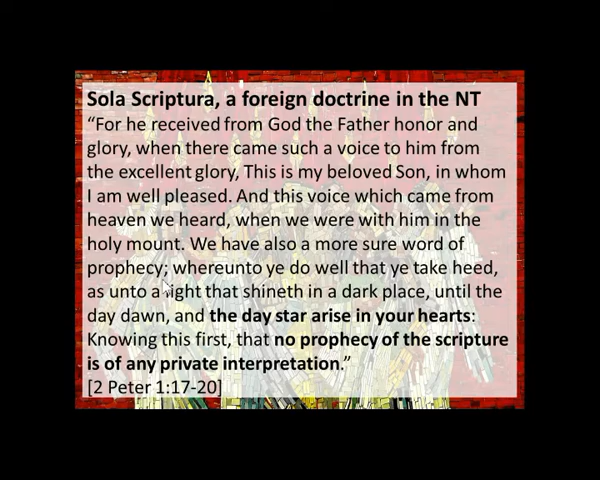 Sola Scriptura, a foreign doctrine in the NT
“For he received from God the Father honor and
glory, when there came such a voice to him from
the excellent glory, This is my beloved Son, in whom
I am well pleased. And this voice which came from
heaven we heard, when we were with him in the
holy mount. We have also a more sure word of
prophecy; whereunto ye do well that ye take heed,
as unto a light that shineth in a dark place, until the
day dawn, and the day star arise in your hearts:
Knowing this first, that no prophecy of the scripture
is of any private interpretation.”
[2 Peter 1:17-20]